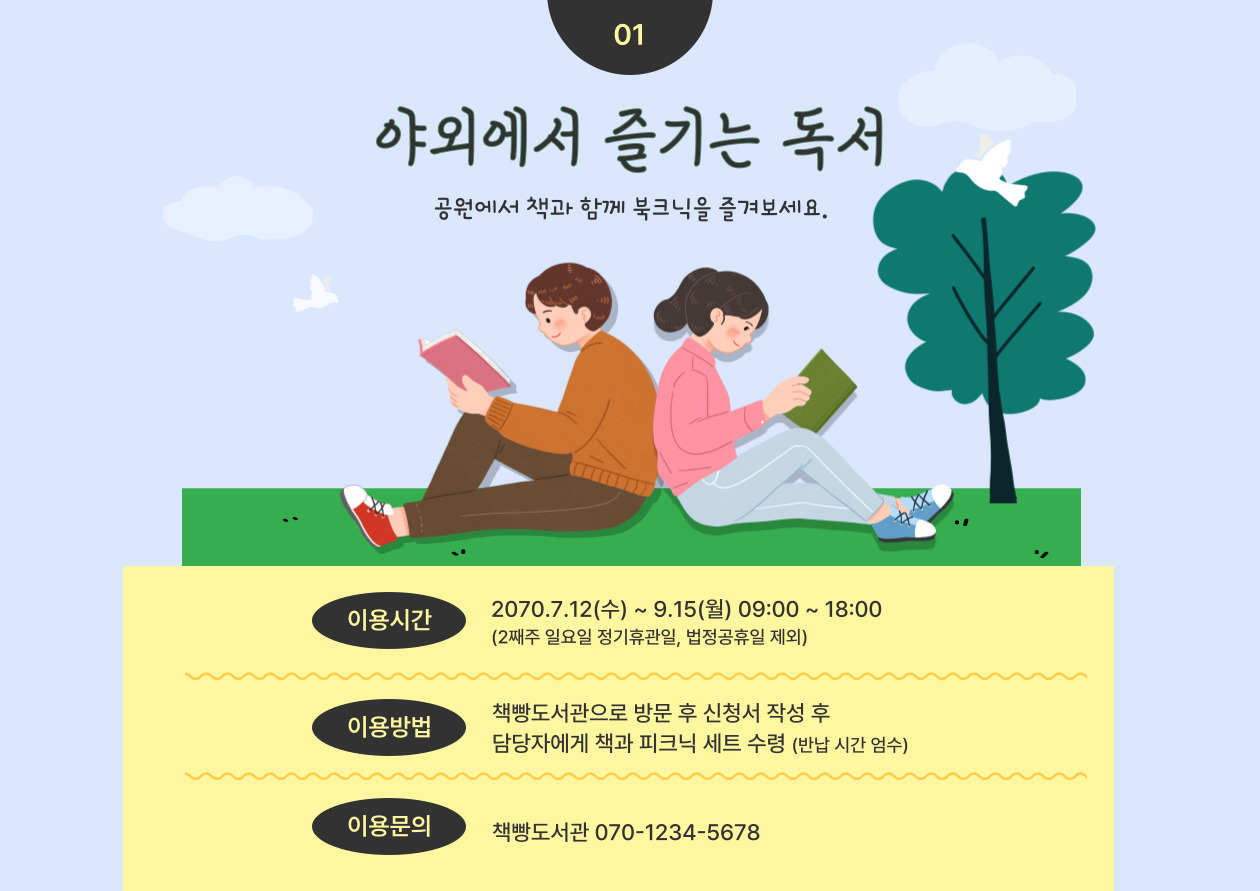 01
야외에서 즐기는 독서
공원에서 책과 함께 북크닉을 즐겨보세요.
이용시간
2070.7.12(수) ~ 9.15(월) 09:00 ~ 18:00
(2째주 일요일 정기휴관일, 법정공휴일 제외)
이용방법
책빵도서관으로 방문 후 신청서 작성 후
담당자에게 책과 피크닉 세트 수령 (반납 시간 엄수)
이용문의
책빵도서관 070-1234-5678